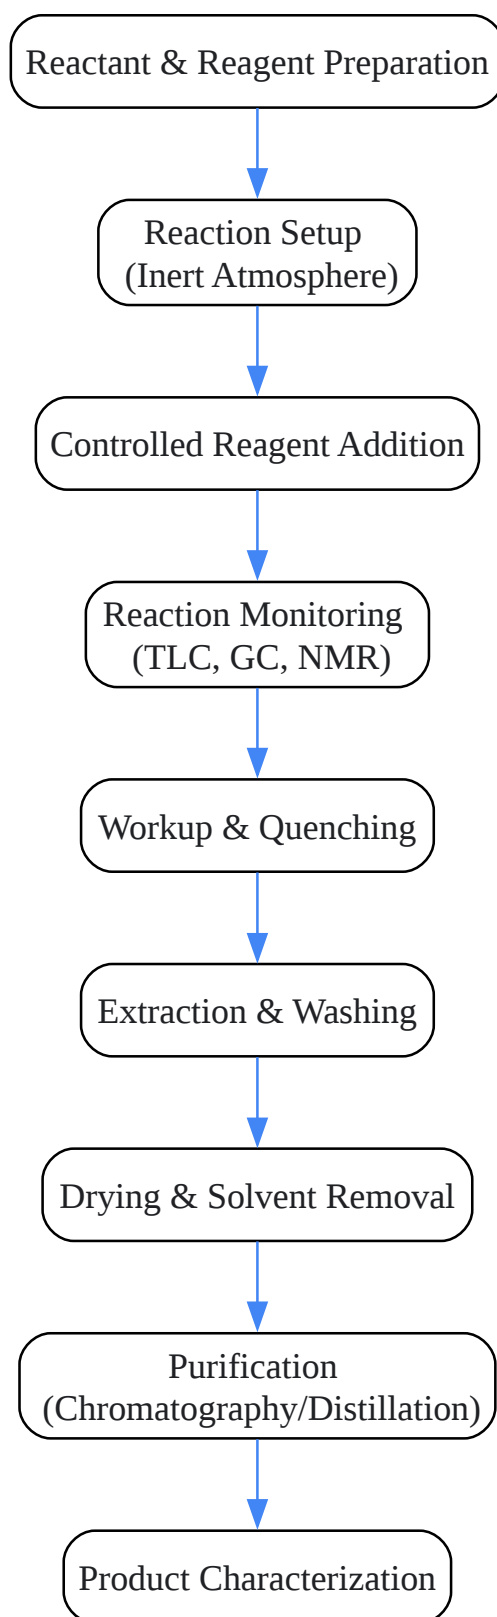 Reactant & Reagent Preparation
Reaction Setup
(Inert Atmosphere)
Controlled Reagent Addition
Reaction Monitoring
(TLC, GC, NMR)
Workup & Quenching
Extraction & Washing
Drying & Solvent Removal
Purification
(Chromatography/Distillation)
Product Characterization